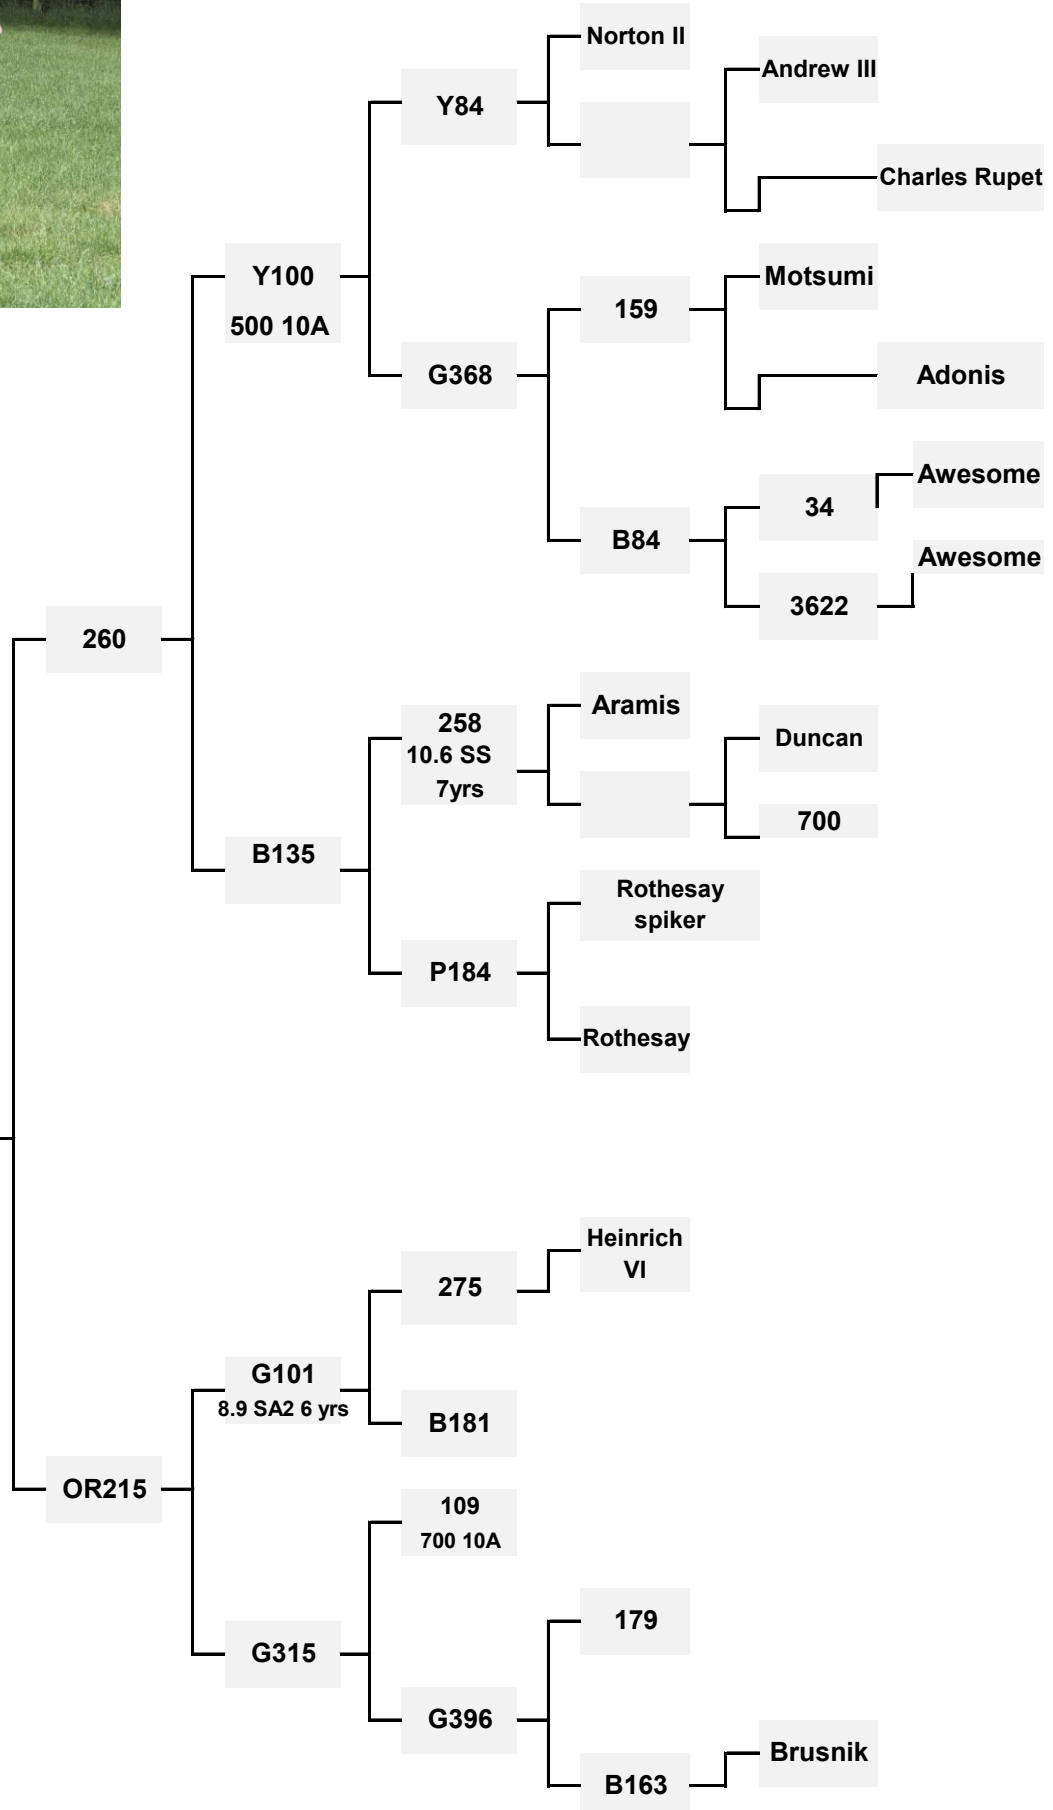 Norton II
Andrew III
Y84
Charles Rupet
Y100
500 10A
Motsumi
159
G368
Adonis
Awesome
34
B84
Awesome
3622
260
Aramis
258
10.6 SS
7yrs
Duncan
700
B135
Rothesay
spiker
P184
Rothesay
Heinrich
VI
275
G101
8.9 SA2 6 yrs
B181
OR215
109
700 10A
179
G315
G396
Brusnik
B163